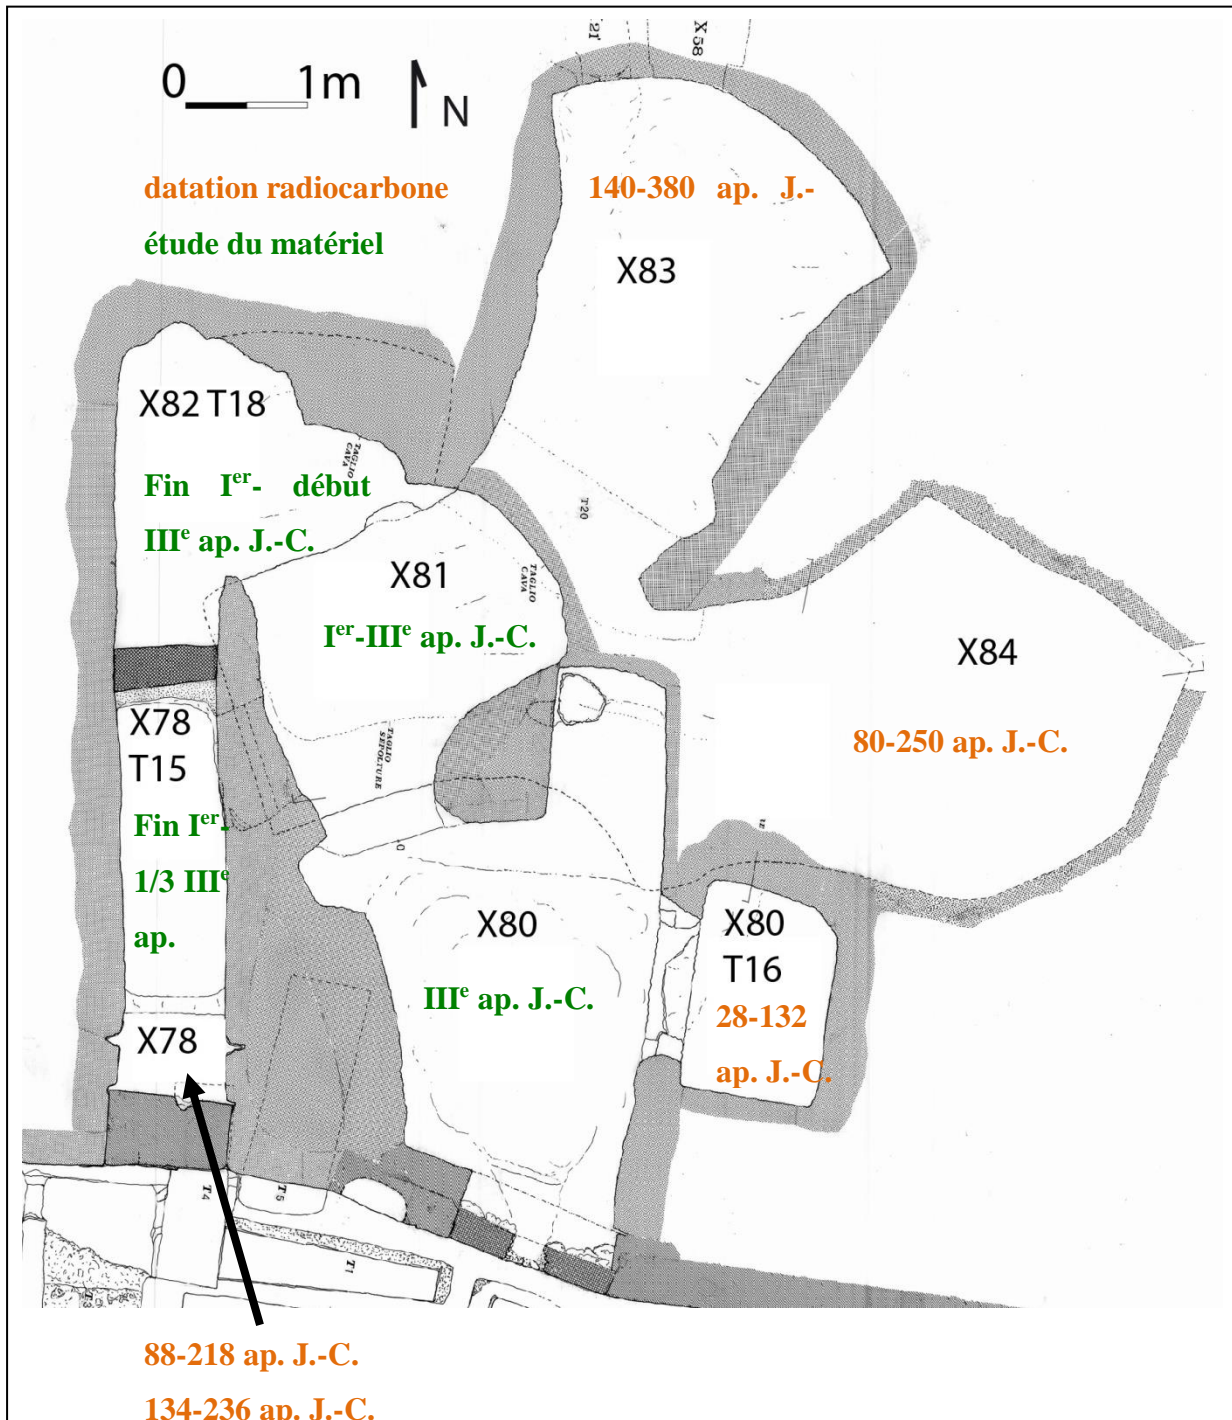 21'
X 58
0 1m
N
datation radiocarbone
étude du matériel
140-380 ap. J.-
X83
X82 T18
TAGLIO
CAVA
Fin Ier- début
IIIe ap. J.-C.
T20
X81
TAGLIO
CAVA
Ier-IIIe ap. J.-C.
X84
80-250 ap. J.-C.
X78
T15
TAGLIO
SEPOLTURE
Fin Ier-
1/3 IIIe
ap.
X80
IIIe ap. J.-C.
X80
T16
28-132
ap. J.-C.
X78
T4
T5
T1
88-218 ap. J.-C.
134-236 ap. J.-C.